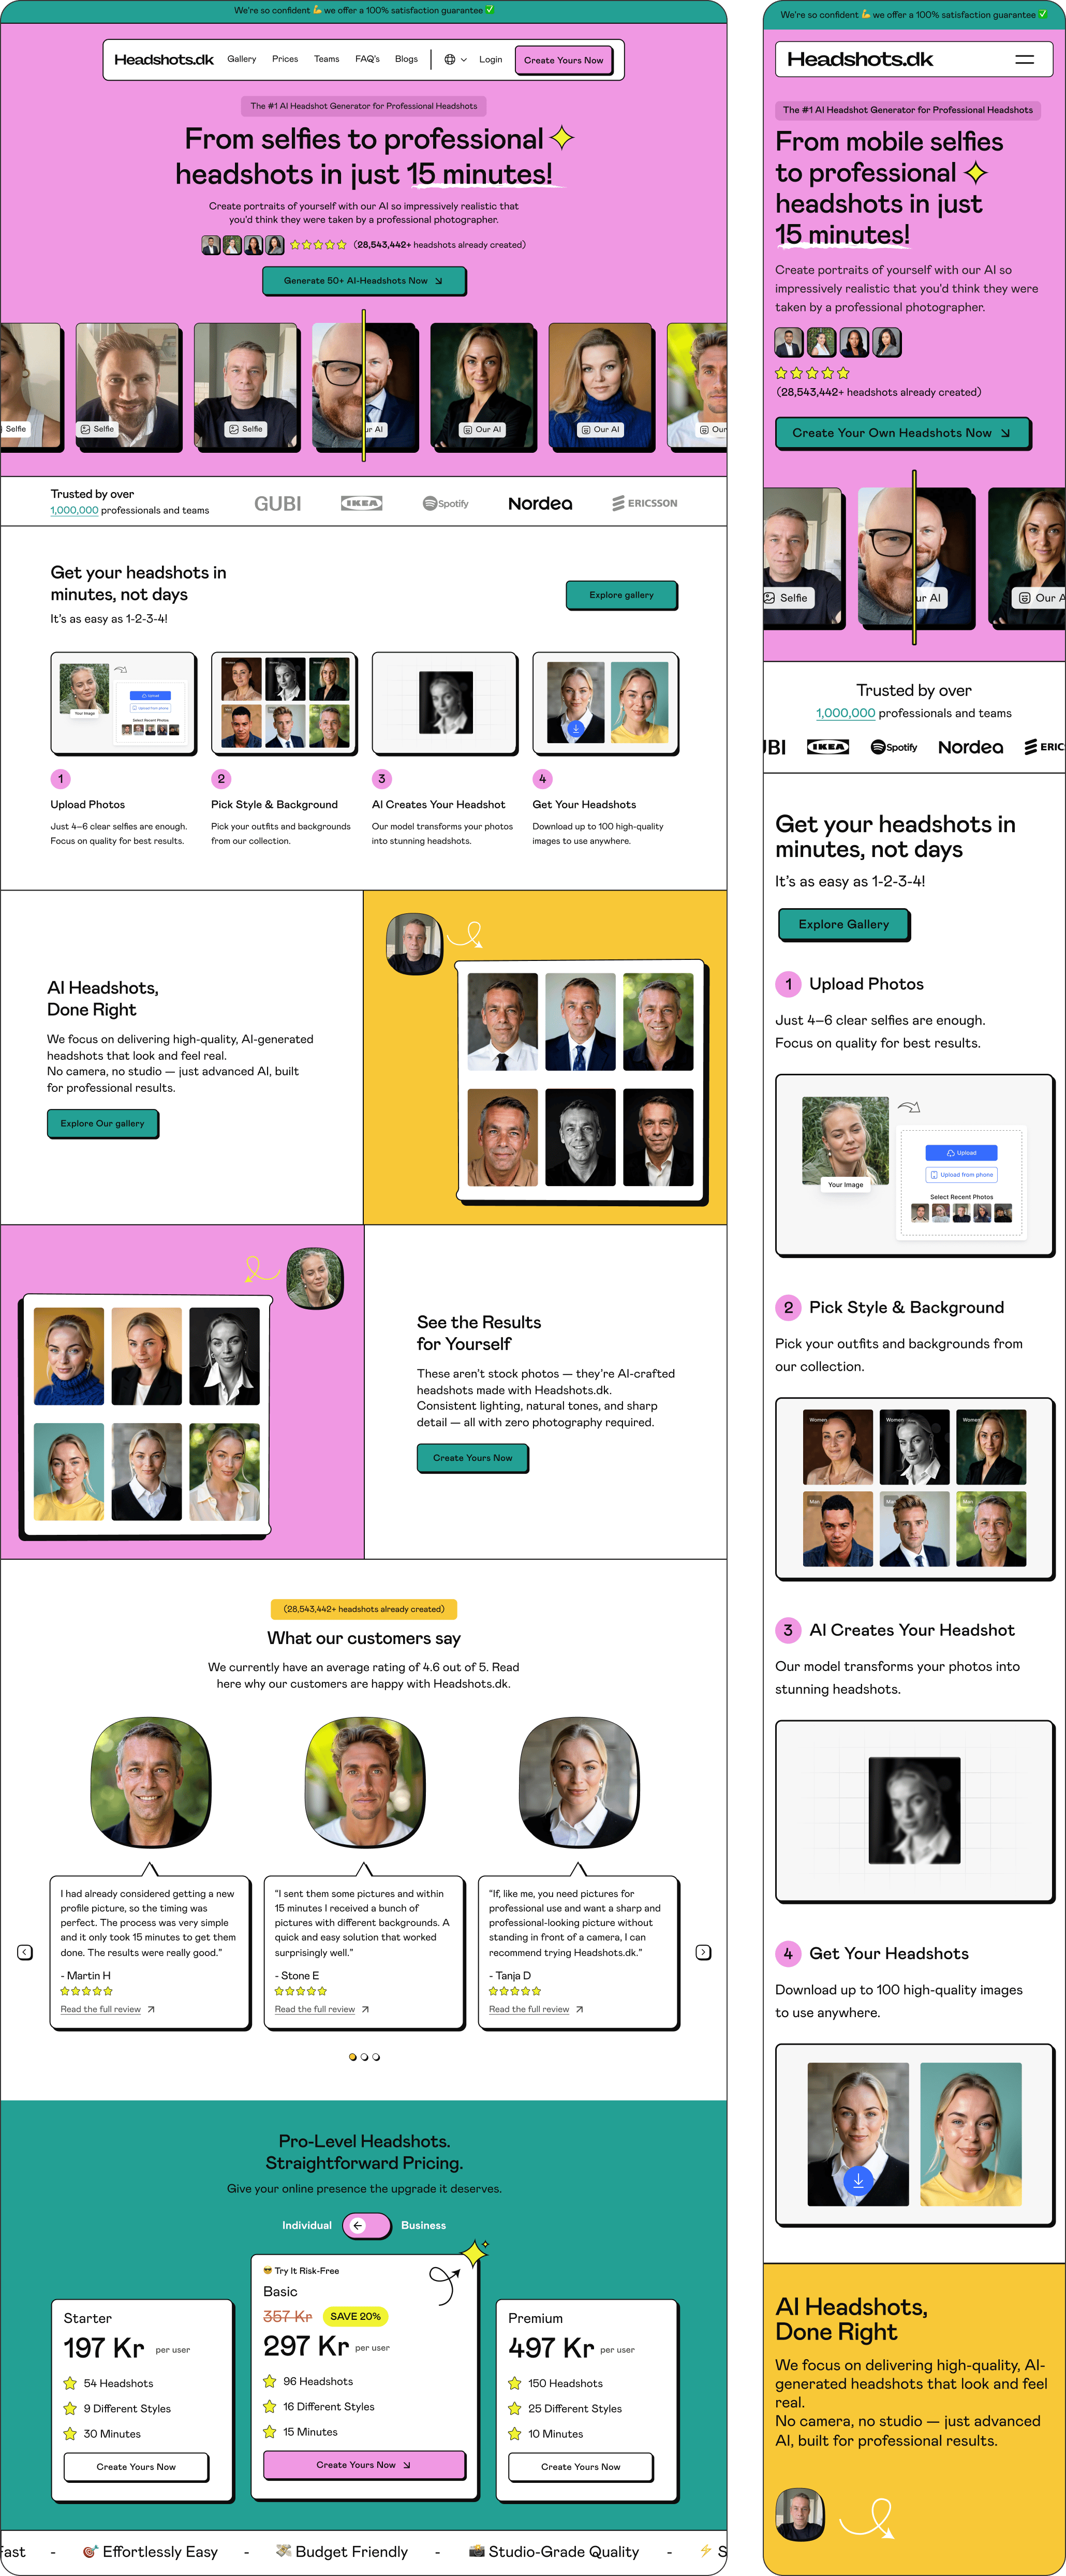 We're so confident 💪 we offer a 100% satisfaction guarantee ✅
Headshots.dk
Gallery
Prices
Teams
FAQ's
Blogs
Login
Create Yours Now
The #1 AI Headshot Generator for Professional Headshots
From selfies to professional
headshots in just 15 minutes!
Create portraits of yourself with our AI so impressively realistic that
you'd think they were taken by a professional photographer.
(28,543,442+ headshots already created)
Generate 50+ AI-Headshots Now
Selfie
Selfie
Selfie
ur AI
Our AI
Our AI
Our
Trusted by over
1,000,000 professionals and teams
GUBI
IKEA
Spotify
Nordea
ERICSSON
Get your headshots in
minutes, not days
It's as easy as 1-2-3-4!
Explore gallery
Your Image
Upload
Upload from phone
Select Recent Photos
1
Upload Photos
Just 4–6 clear selfies are enough.
Focus on quality for best results.
2
Pick Style & Background
Pick your outfits and backgrounds
from our collection.
3
AI Creates Your Headshot
Our model transforms your photos
into stunning headshots.
4
Get Your Headshots
Download up to 100 high-quality
images to use anywhere.
AI Headshots,
Done Right
We focus on delivering high-quality, AI-generated
headshots that look and feel real.
No camera, no studio — just advanced AI, built
for professional results.
Explore Our gallery
See the Results
for Yourself
These aren't stock photos — they're AI-crafted
headshots made with Headshots.dk.
Consistent lighting, natural tones, and sharp
detail — all with zero photography required.
Create Yours Now
(28,543,442+ headshots already created)
What our customers say
We currently have an average rating of 4.6 out of 5. Read
here why our customers are happy with Headshots.dk.
I had already considered getting a new
profile picture, so the timing was
perfect. The process was very simple
and it only took 15 minutes to get them
done. The results were really good."
- Martin H
Read the full review
"I sent them some pictures and within
15 minutes I received a bunch of
pictures with different backgrounds. A
quick and easy solution that worked
surprisingly well."
- Stone E
Read the full review
"If, like me, you need pictures for
professional use and want a sharp and
professional-looking picture without
standing in front of a camera, I can
recommend trying Headshots.dk."
- Tanja D
Read the full review
Pro-Level Headshots.
Straightforward Pricing.
Give your online presence the upgrade it deserves.
Individual
Business
Starter
197 Kr per user
54 Headshots
9 Different Styles
30 Minutes
Create Yours Now
😎 Try It Risk-Free
Basic
357 Kr
SAVE 20%
297 Kr per user
96 Headshots
16 Different Styles
15 Minutes
Create Yours Now
Premium
497 Kr per user
150 Headshots
25 Different Styles
10 Minutes
Create Yours Now
Fast - 🎯 Effortlessly Easy - 💸 Budget Friendly - 📸 Studio-Grade Quality - ⚡ S
We're so confident 💪 we offer a 100% satisfaction guarantee ✅
Headshots.dk
The #1 AI Headshot Generator for Professional Headshots
From mobile selfies
to professional
headshots in just
15 minutes!
Create portraits of yourself with our AI so
impressively realistic that you'd think they were
taken by a professional photographer.
(28,543,442+ headshots already created)
Create Your Own Headshots Now
Selfie
ur AI
Our A
Trusted by over
1,000,000 professionals and teams
UBI
IKEA
Spotify
Nordea
ERIC
Get your headshots in
minutes, not days
It's as easy as 1-2-3-4!
Explore Gallery
1
Upload Photos
Just 4–6 clear selfies are enough.
Focus on quality for best results.
Your Image
Upload
Upload from phone
Select Recent Photos
2
Pick Style & Background
Pick your outfits and backgrounds from
our collection.
Women
Women
Women
Man
Man
Man
3
AI Creates Your Headshot
Our model transforms your photos into
stunning headshots.
4
Get Your Headshots
Download up to 100 high-quality images
to use anywhere.
AI Headshots,
Done Right
We focus on delivering high-quality, AI-
generated headshots that look and feel
real.
No camera, no studio — just advanced
AI, built for professional results.